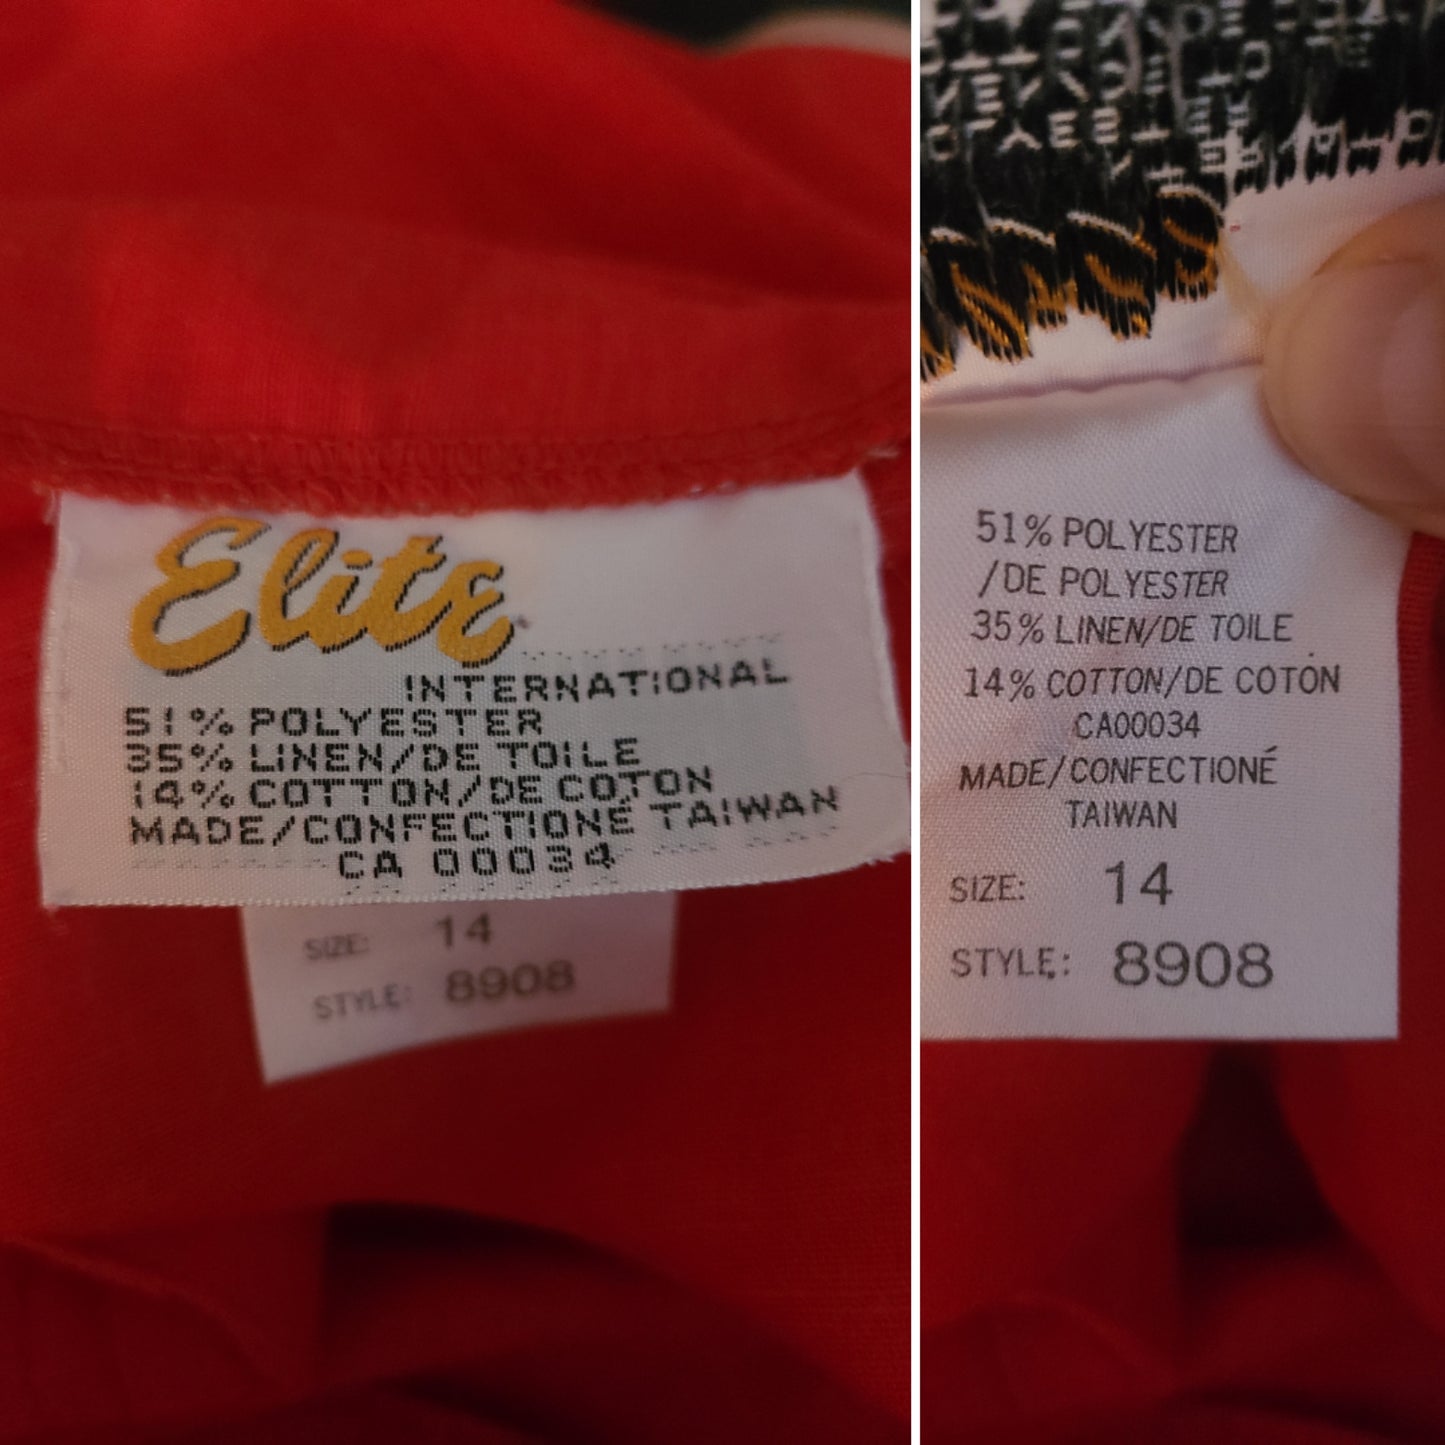 Elite
INTERNATIONAL
51% POLYESTER
35% LINEN/DE TOILE
14% COTTON/DE COTON
MADE/CONFECTIONÉ TAIWAN
CA 00034
SIZE: 14
STYLE: 8908
51% POLYESTER
/DE POLYESTER
35% LINEN/DE TOILE
14% COTTON/DE COTON
CA00034
MADE/CONFECTIONÉ
TAIWAN
SIZE: 14
STYLE: 8908